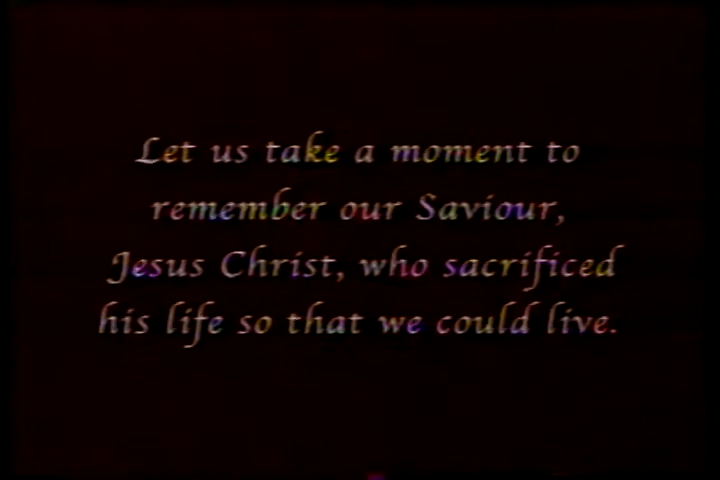 Let us take a moment to
remember our Saviour,
Jesus Christ, who sacrificed
his life so that we could live.